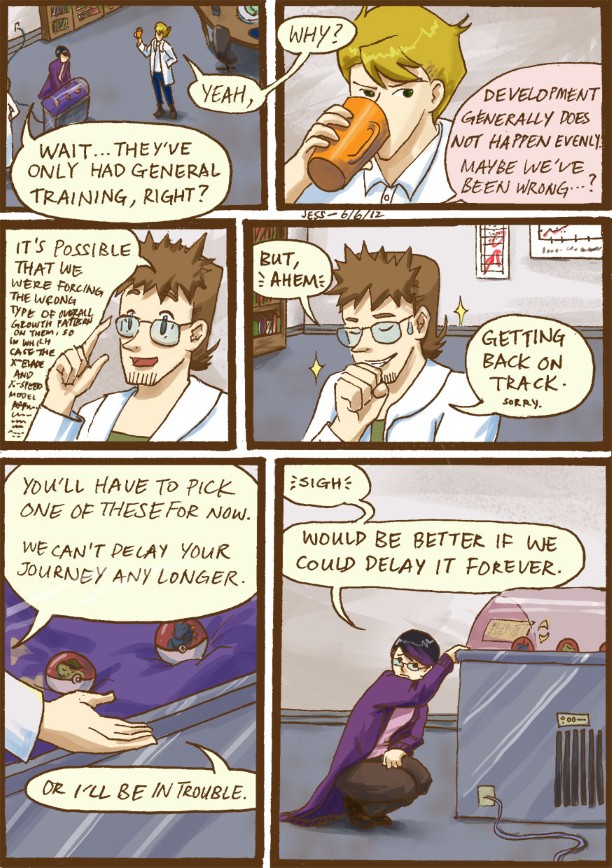 WAIT...THEY'VE
ONLY HAD GENERAL
TRAINING, RIGHT?
YEAH,
WHY?
DEVELOPMENT
GENERALLY DOES
NOT HAPPEN EVENLY.
MAYBE WE'VE
BEEN WRONG...?
JESS-6/6/12
IT'S POSSIBLE
THAT WE
WERE FORCING
THE WRONG
TYPE OF OVERALL
GROWTH PATTERN
ON THEM, SO
IN WHICH
CASE THE
X-EVADE
AND
X-SPEED
MODEL
BUT,
AHEM
GETTING
BACK ON
TRACK.
SORRY.
YOU'LL HAVE TO PICK
ONE OF THESE FOR NOW.
WE CAN'T DELAY YOUR
JOURNEY ANY LONGER.
OR I'LL BE IN TROUBLE.
SIGH
WOULD BE BETTER IF WE
COULD DELAY IT FOREVER.